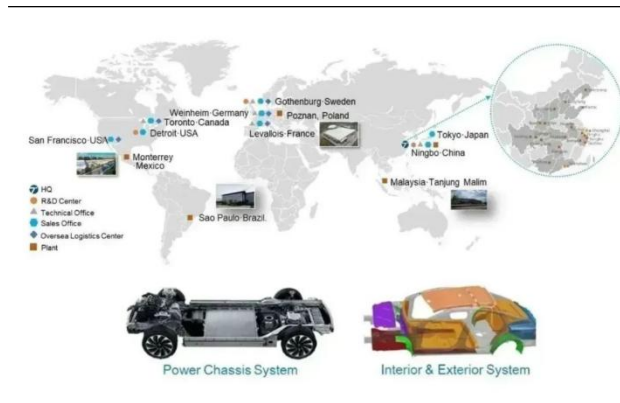 Gothenburg·Sweden
Weinheim·Germany
Poznan, Poland
Toronto·Canada
Detroit·USA
Levallois·France
San Francisco·USA
Tokyo·Japan
Ningbo·China
Monterrey
Mexico
Malaysia·Tanjung Malim
Sao Paulo·Brazil.
HQ
R&D Center
Technical Office
Sales Office
Oversea Logistics Center
Plant
Power Chassis System
Interior & Exterior System